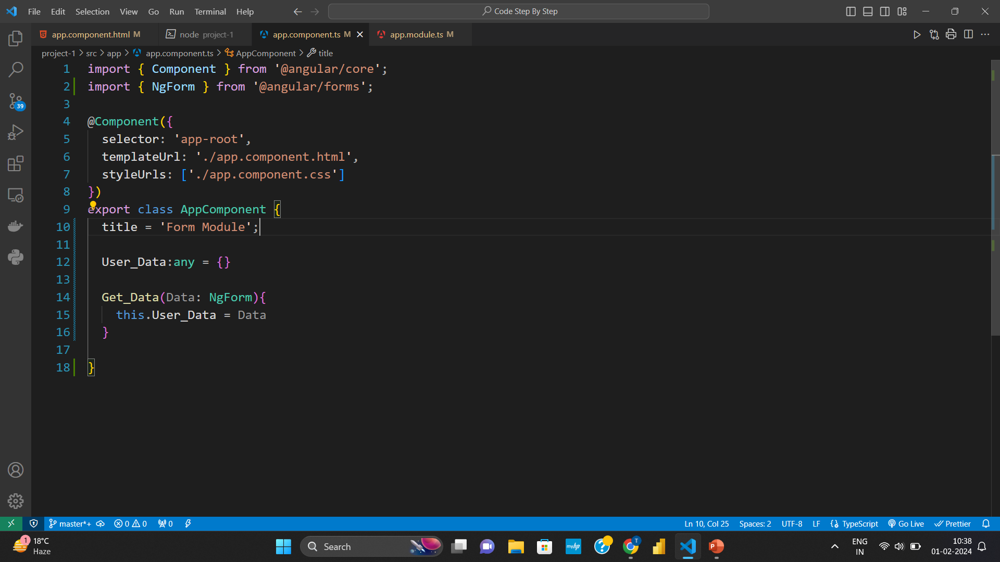 File Edit Selection View Go Run Terminal Help
Code Step By Step
app.component.html M
node project-1
app.component.ts M
app.module.ts M
project-1 > src > app > app.component.ts > AppComponent > title
1 import { Component } from '@angular/core';
2 import { NgForm } from '@angular/forms';
3
4 @Component({
5 selector: 'app-root',
6 templateUrl: './app.component.html',
7 styleUrls: ['./app.component.css']
8 })
9 export class AppComponent {
10 title = 'Form Module';
11
12 User_Data:any = {}
13
14 Get_Data(Data: NgForm){
15 this.User_Data = Data
16 }
17
18 }
39
master*+ 0 0 0
Ln 10, Col 25 Spaces: 2 UTF-8 LF {} TypeScript Go Live Prettier
1
18°C
Haze
Search
myhp
?
T
P
ENG
IN
10:38
01-02-2024